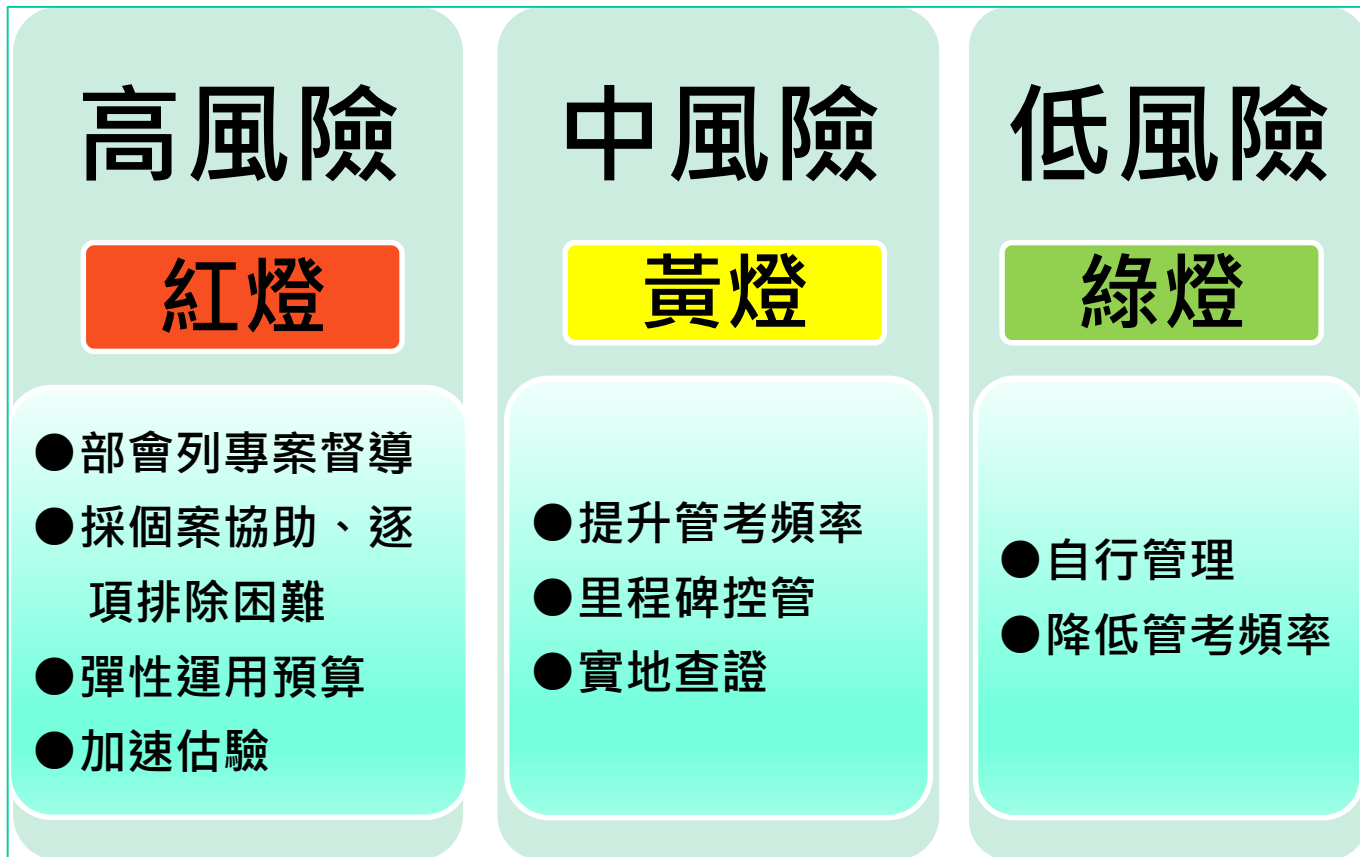 高風險
紅燈
●部會列專案督導
●採個案協助、逐
項排除困難
●彈性運用預算
●加速估驗
中風險
黃燈
●提升管考頻率
●里程碑控管
●實地查證
低風險
綠燈
●自行管理
●降低管考頻率